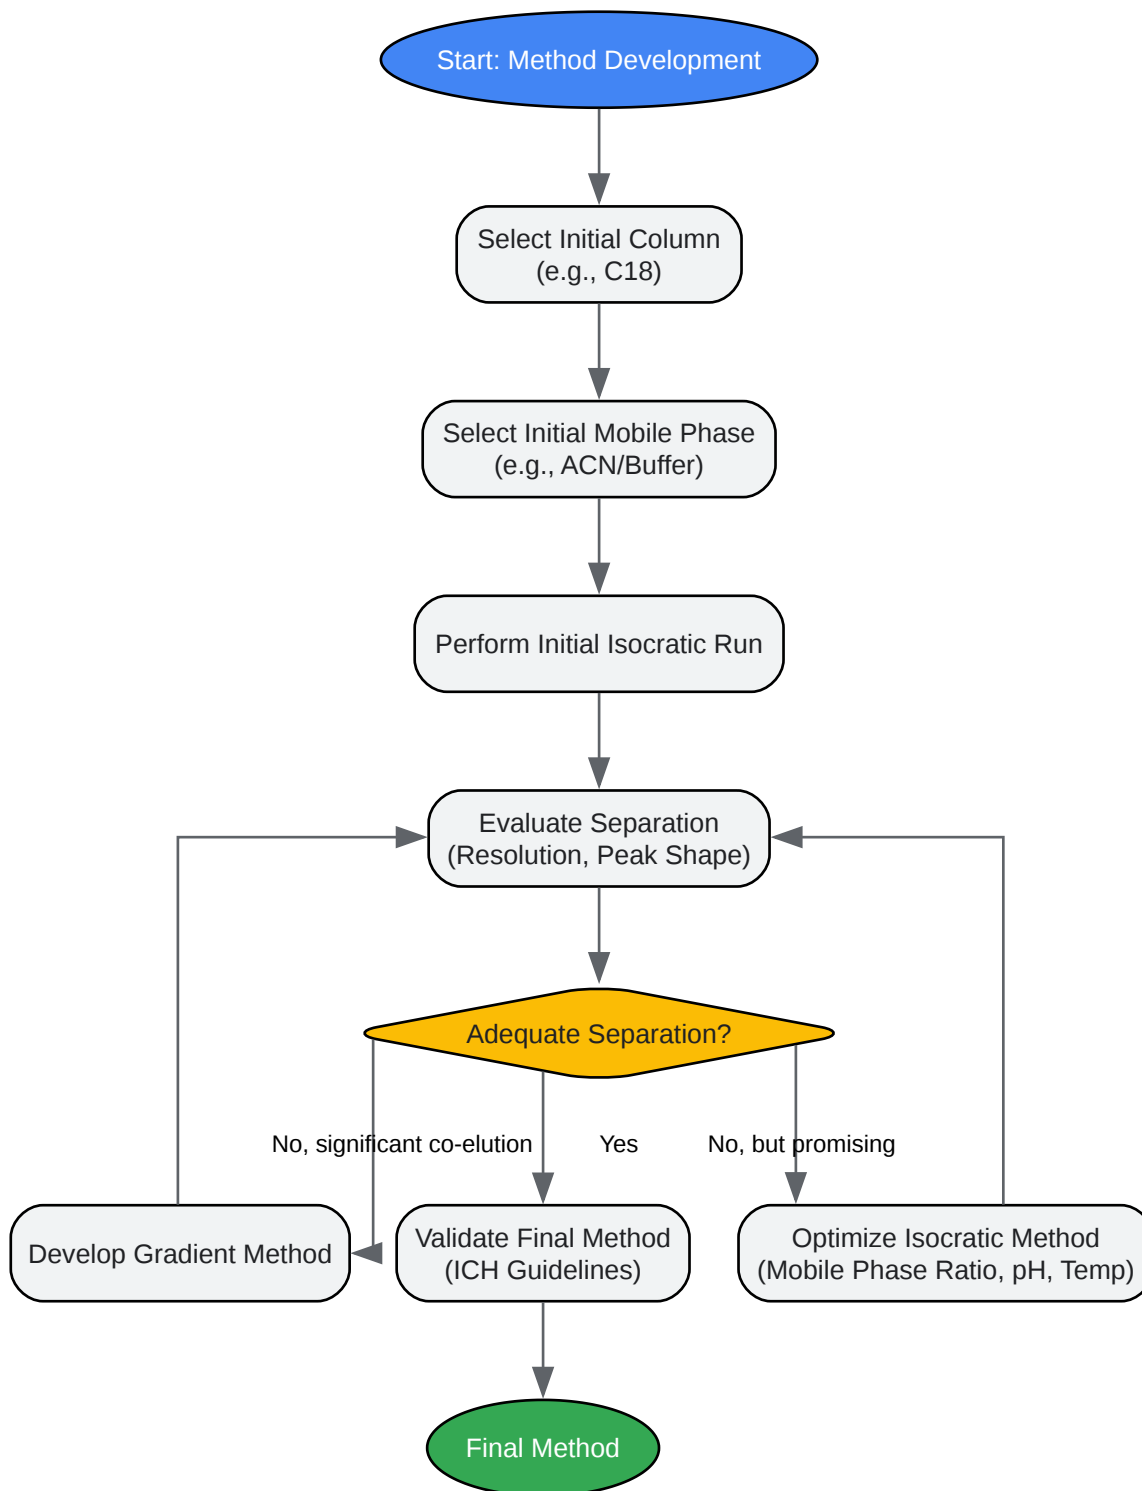 Start: Method Development
Select Initial Column
(e.g., C18)
Select Initial Mobile Phase
(e.g., ACN/Buffer)
Perform Initial Isocratic Run
Evaluate Separation
(Resolution, Peak Shape)
Adequate Separation?
No, significant co-elution
Yes
No, but promising
Develop Gradient Method
Validate Final Method
(ICH Guidelines)
Optimize Isocratic Method
(Mobile Phase Ratio, pH, Temp)
Final Method